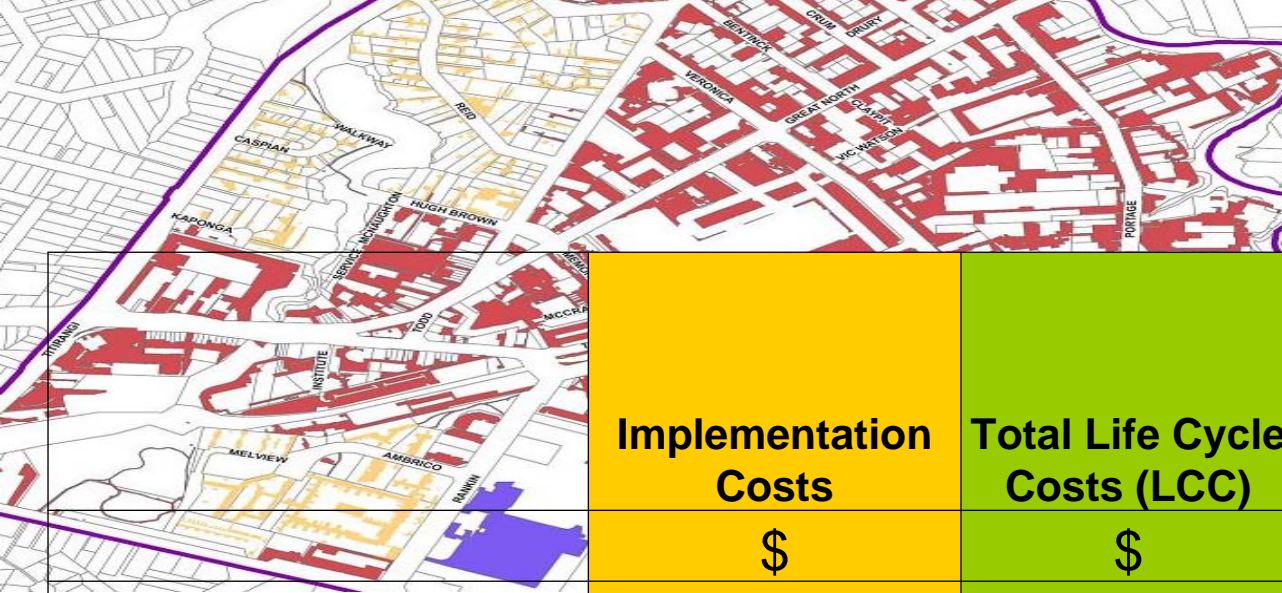 BENTINCK
CRUM
DRURY
VERONICA
GREAT NORTH
CLAYPIT
VIC WATSON
REID
WALKWAY
CASPIAN
HUGH BROWN
KAPONGA
SERVICE - MCNAUGHTON
PORTAGE
TODD
TITIRANGI
INSTITUTE
MELVIEW
AMBRICO
RANKIN
Implementation
Costs
Total Life Cycle
Costs (LCC)
$
$